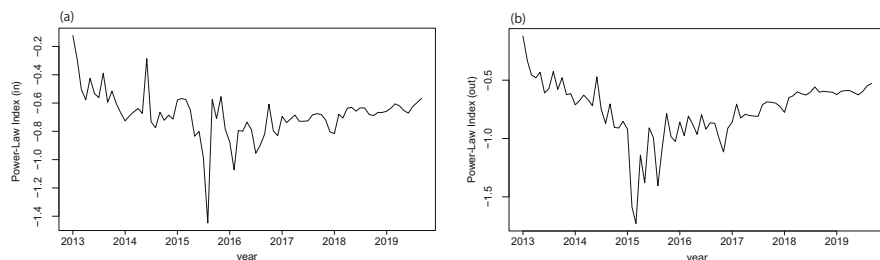 (a)
Power-Law Index (in)
−0.2
−0.4
−0.6
−0.8
−1.0
−1.2
−1.4
2013 2014 2015 2016 2017 2018 2019
year
(b)
Power-Law Index (out)
−0.5
−1.0
−1.5
2013 2014 2015 2016 2017 2018 2019
year